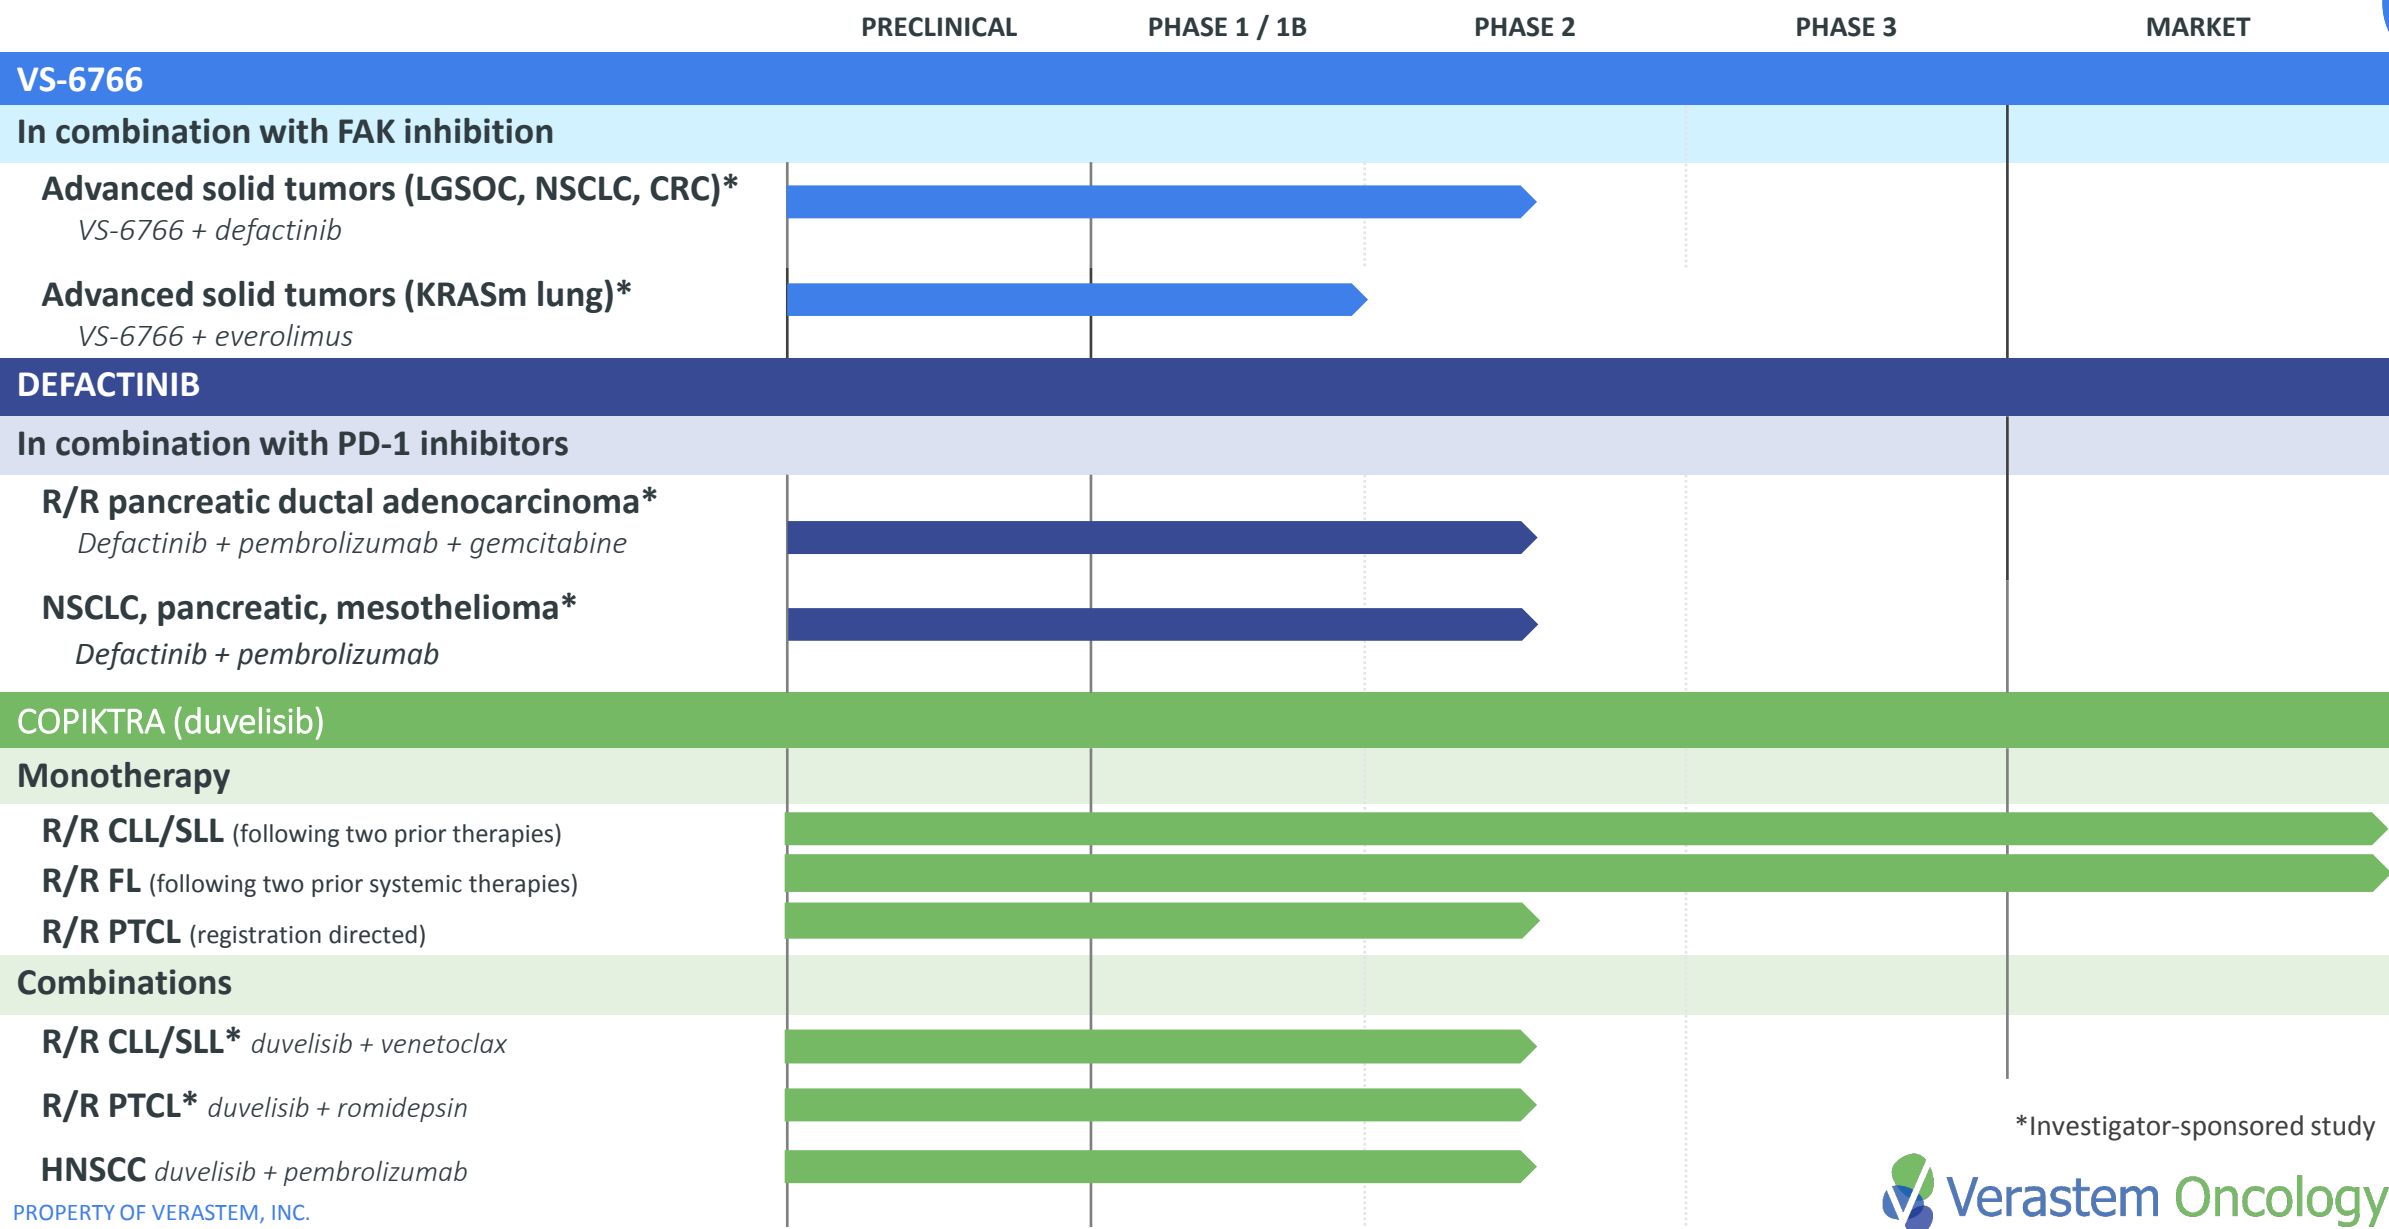 PRECLINICAL PHASE 1 / 1B PHASE 2 PHASE 3 MARKET
VS-6766
In combination with FAK inhibition
Advanced solid tumors (LGSOC, NSCLC, CRC)*
VS-6766 + defactinib
Advanced solid tumors (KRASm lung)*
VS-6766 + everolimus
DEFACTINIB
In combination with PD-1 inhibitors
R/R pancreatic ductal adenocarcinoma*
Defactinib + pembrolizumab + gemcitabine
NSCLC, pancreatic, mesothelioma*
Defactinib + pembrolizumab
COPIKTRA (duvelisib)
Monotherapy
R/R CLL/SLL (following two prior therapies)
R/R FL (following two prior systemic therapies)
R/R PTCL (registration directed)
Combinations
R/R CLL/SLL* duvelisib + venetoclax
R/R PTCL* duvelisib + romidepsin
*Investigator-sponsored study
HNSCC duvelisib + pembrolizumab
Verastem Oncology
PROPERTY OF VERASTEM, INC.